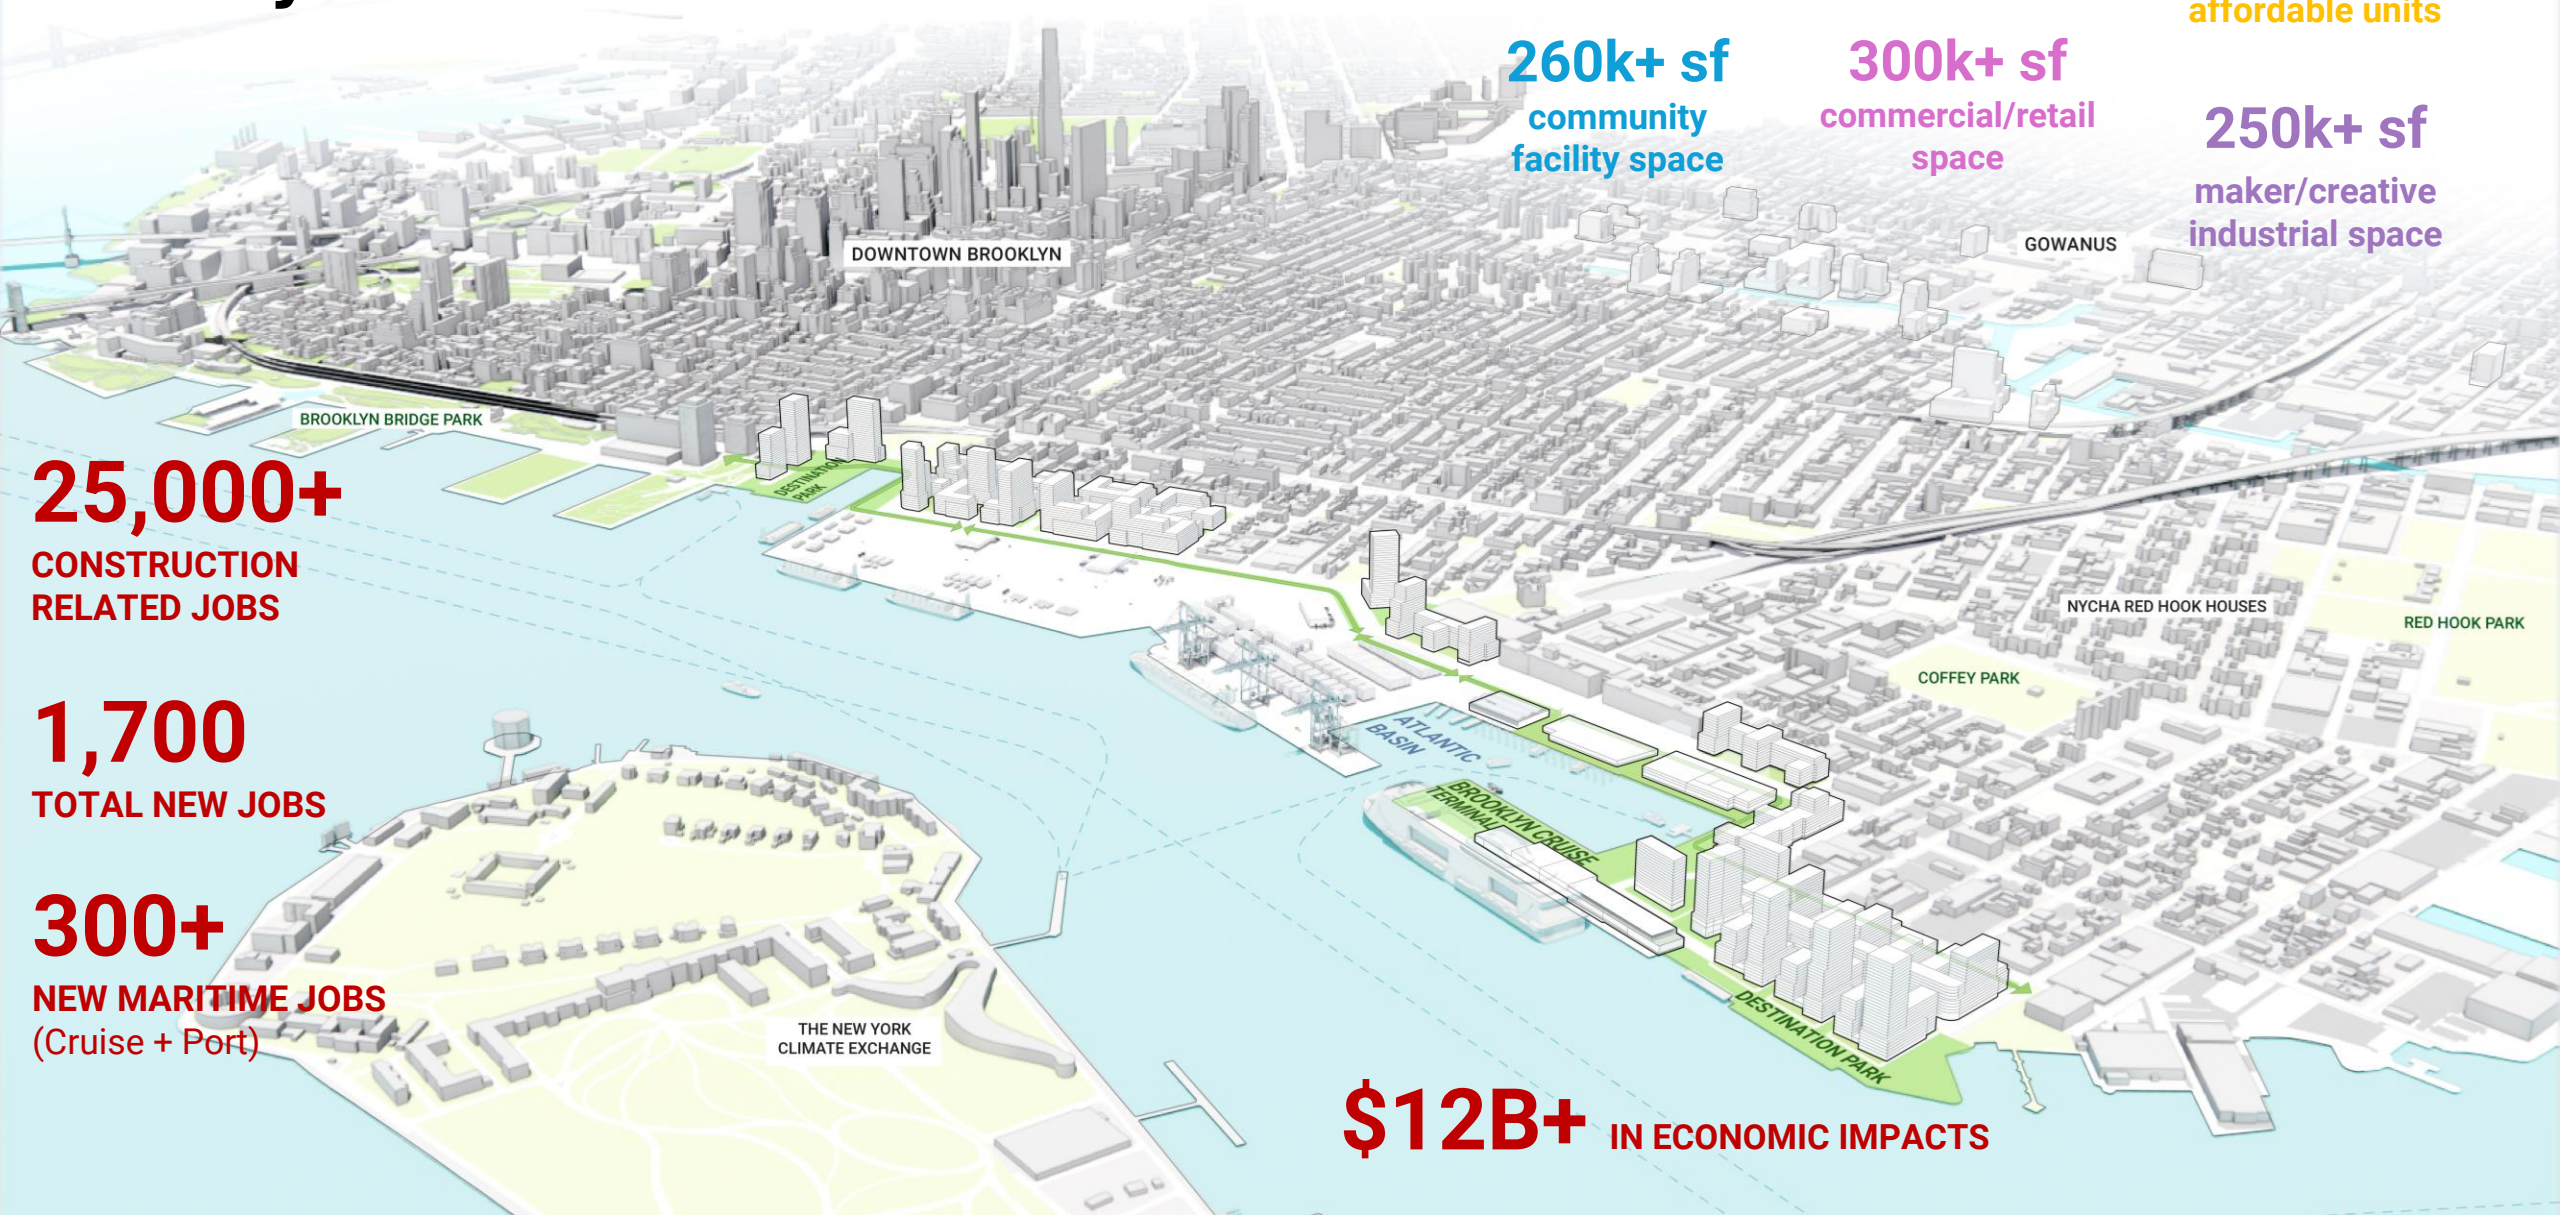 affordable units
260k+ sf
community
facility space
300k+ sf
commercial/retail
space
250k+ sf
maker/creative
industrial space
DOWNTOWN BROOKLYN
GOWANUS
BROOKLYN BRIDGE PARK
DESTINATION
PARK
25,000+
CONSTRUCTION
RELATED JOBS
NYCHA RED HOOK HOUSES
RED HOOK PARK
COFFEY PARK
1,700
TOTAL NEW JOBS
ATLANTIC
BASIN
BROOKLYN CRUISE
TERMINAL
300+
NEW MARITIME JOBS
(Cruise + Port)
THE NEW YORK
CLIMATE EXCHANGE
DESTINATION PARK
$12B+ IN ECONOMIC IMPACTS